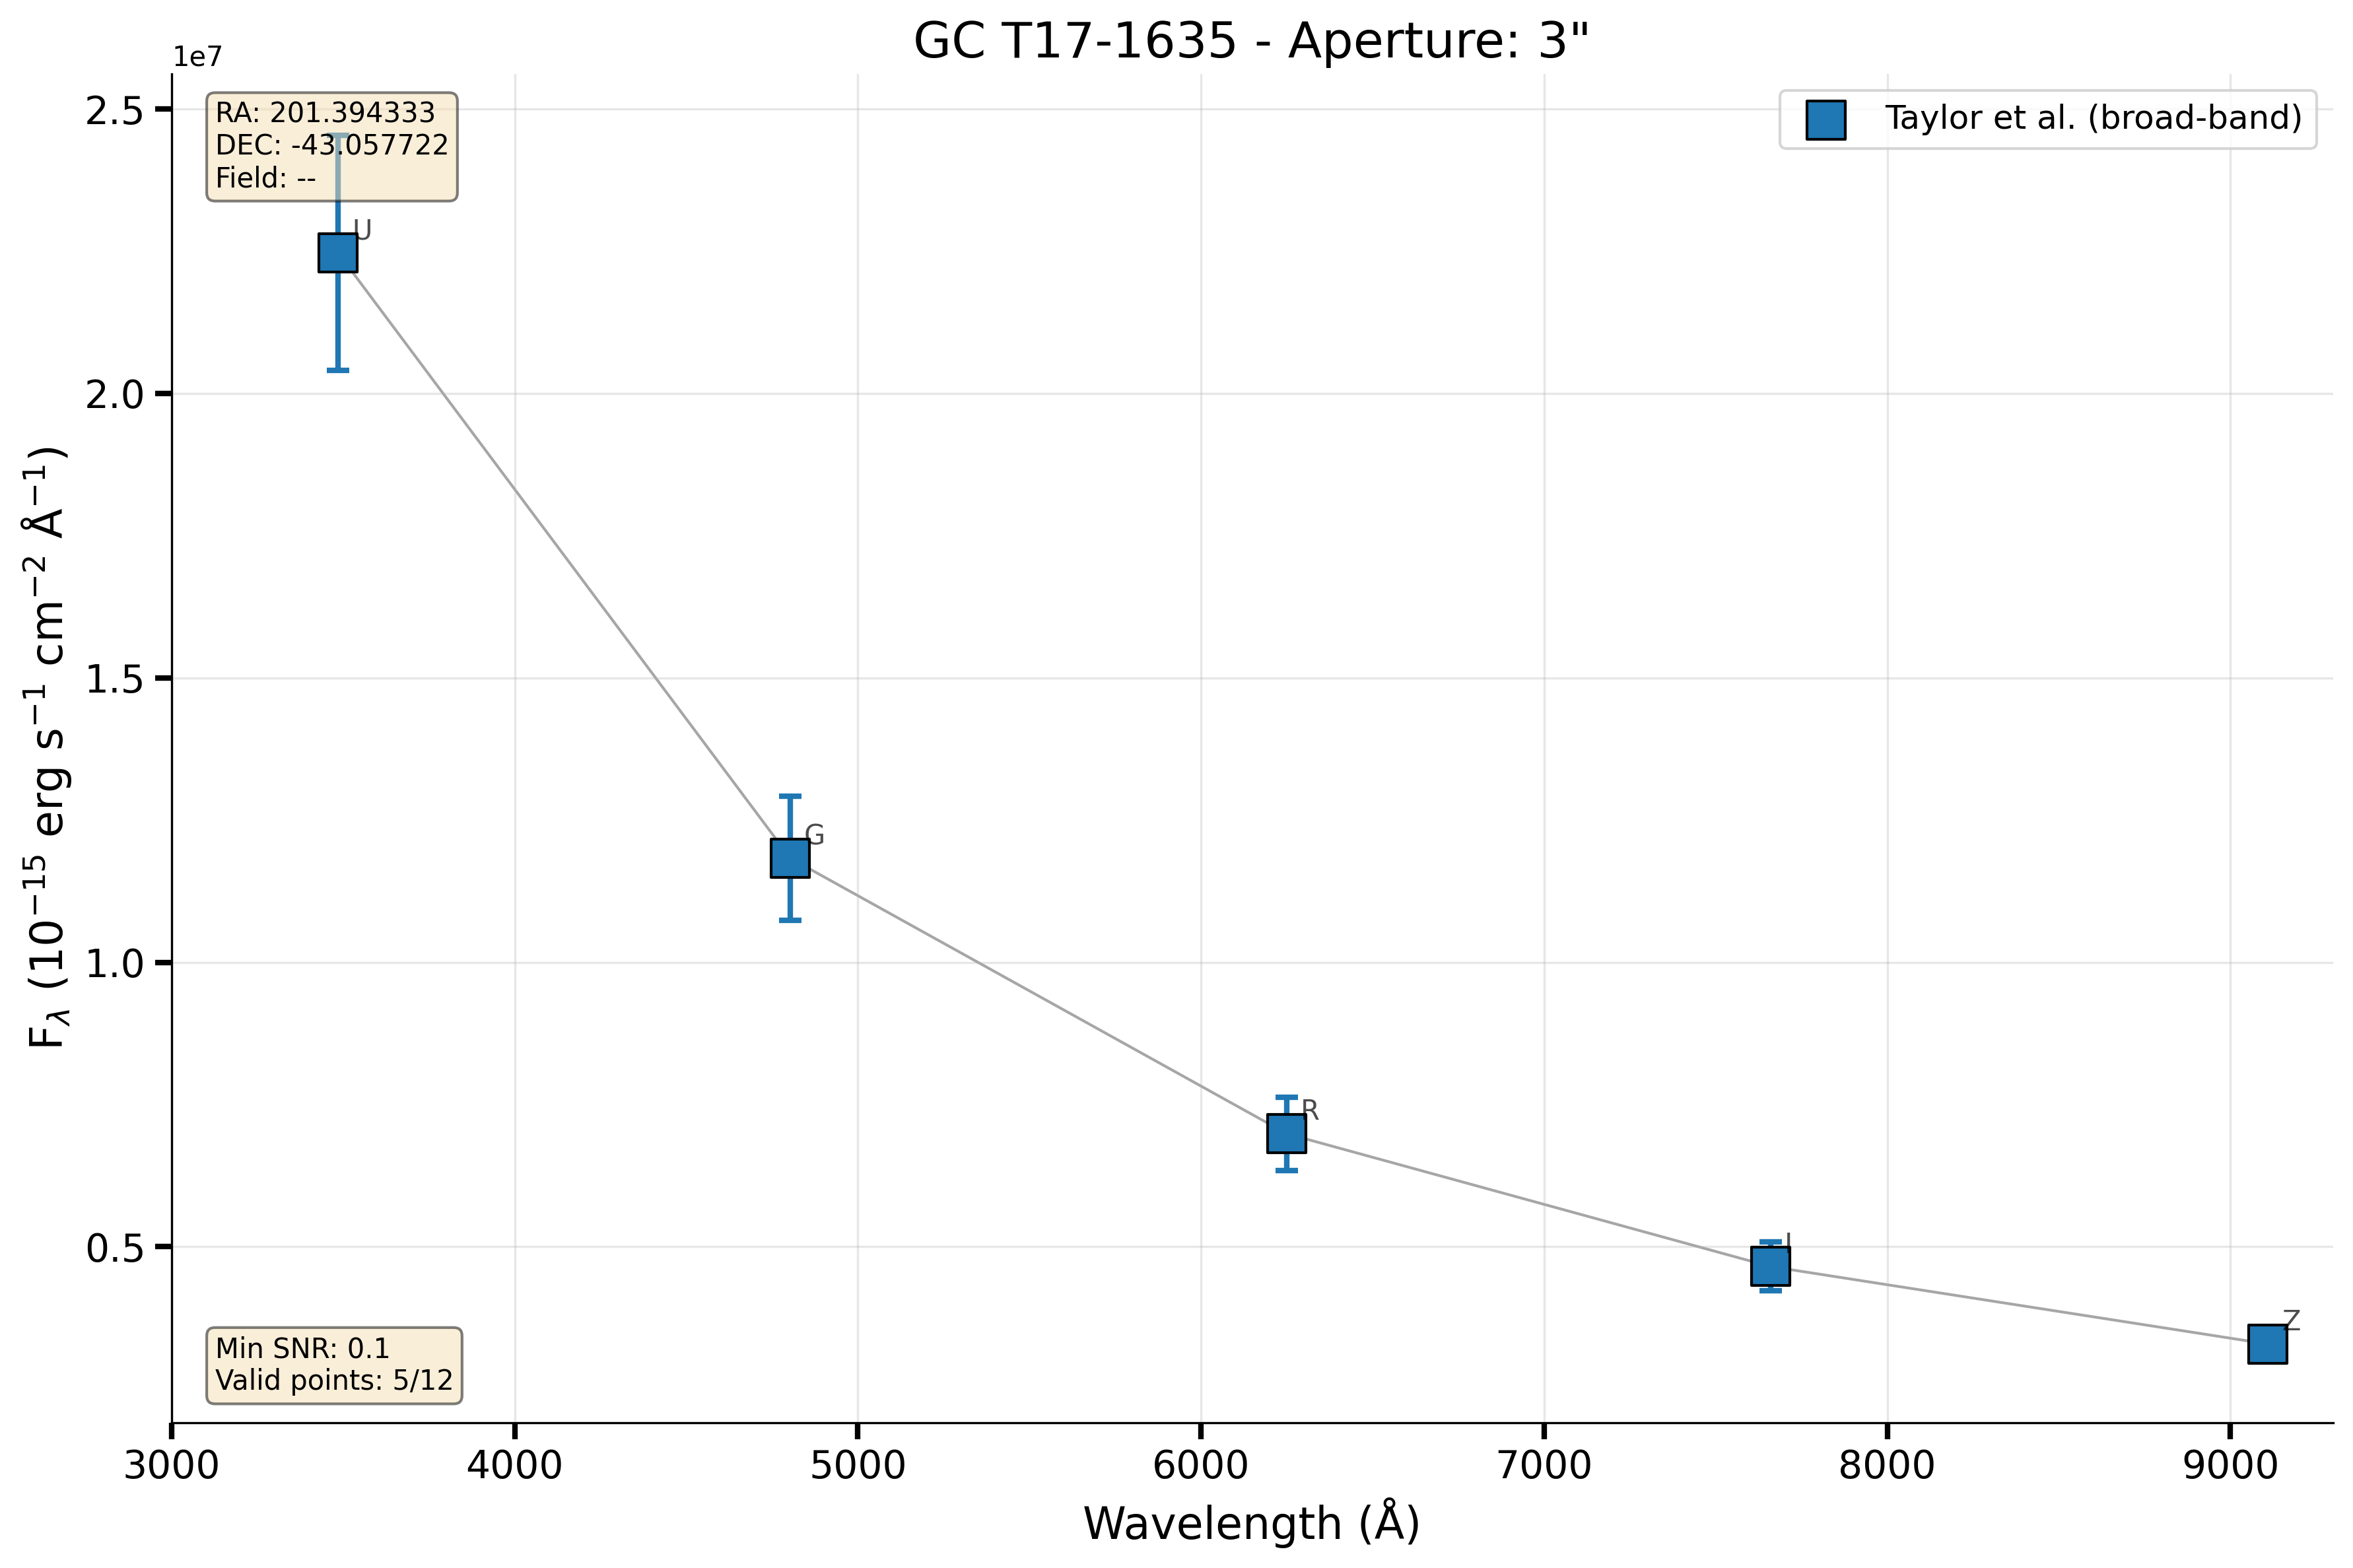 GC T17-1635 - Aperture: 3"
1e7
RA: 201.394333
DEC: -43.057722
Field: --
Taylor et al. (broad-band)
2.5
2.0
1.5
1.0
0.5
F_λ (10⁻¹⁵ erg s⁻¹ cm⁻² Å⁻¹)
U
G
R
I
Z
Min SNR: 0.1
Valid points: 5/12
3000 4000 5000 6000 7000 8000 9000
Wavelength (Å)